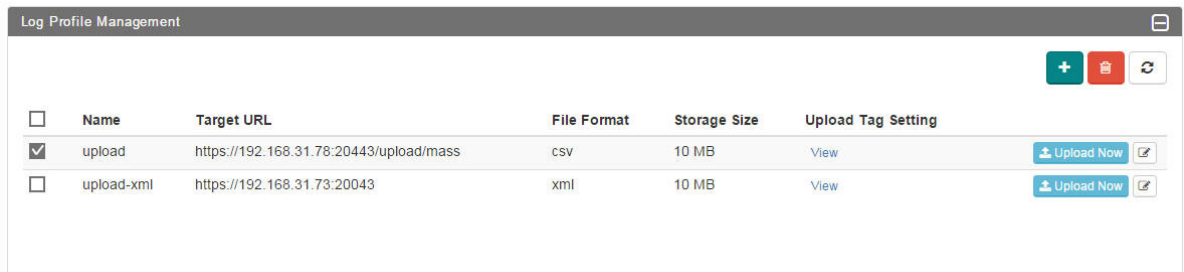 Log Profile Management
Name Target URL File Format Storage Size Upload Tag Setting
upload https://192.168.31.78:20443/upload/mass csv 10 MB View Upload Now
upload-xml https://192.168.31.73:20043 xml 10 MB View Upload Now